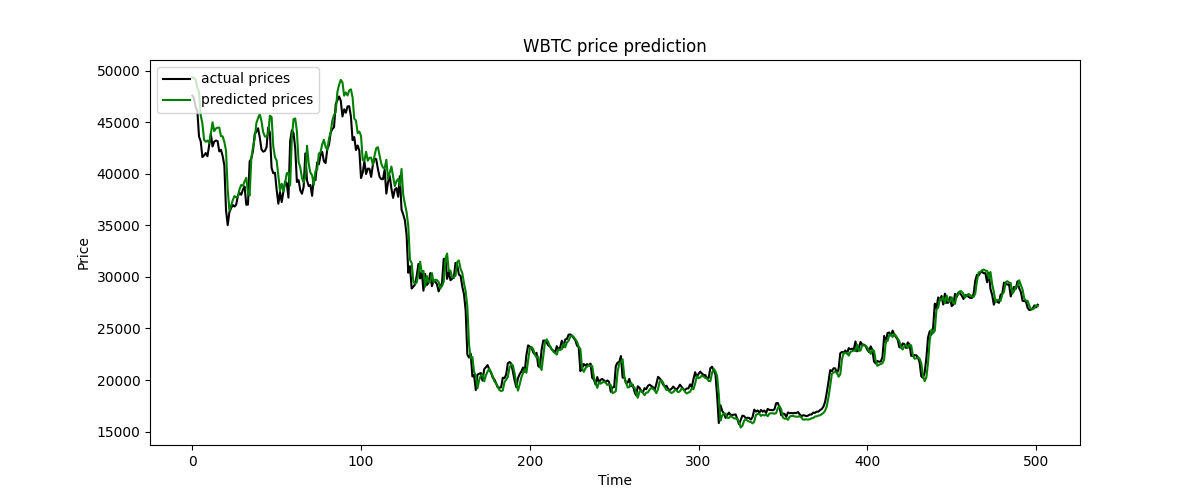 WBTC price prediction
actual prices
predicted prices
50000
45000
40000
35000
30000
25000
20000
15000
Price
0 100 200 300 400 500
Time